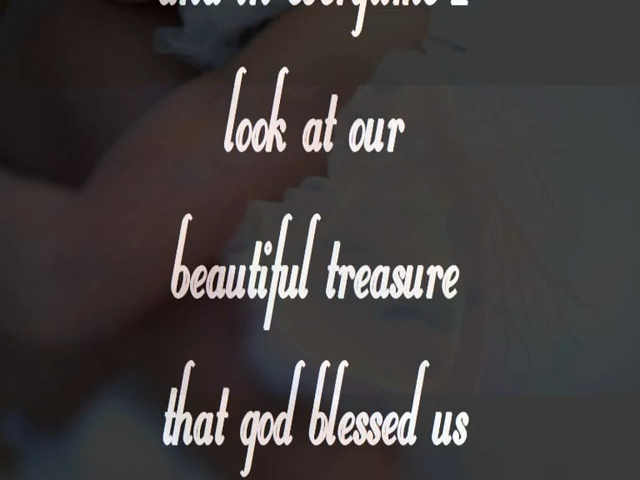 look at our
beautiful treasure
that god blessed us